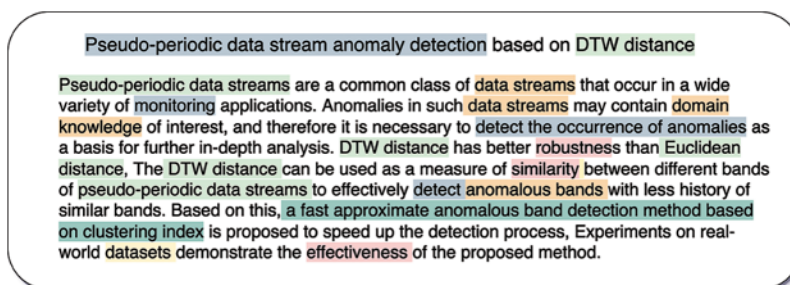 Pseudo-periodic data stream anomaly detection based on DTW distance
Pseudo-periodic data streams are a common class of data streams that occur in a wide
variety of monitoring applications. Anomalies in such data streams may contain domain
knowledge of interest, and therefore it is necessary to detect the occurrence of anomalies as
a basis for further in-depth analysis. DTW distance has better robustness than Euclidean
distance, The DTW distance can be used as a measure of similarity between different bands
of pseudo-periodic data streams to effectively detect anomalous bands with less history of
similar bands. Based on this, a fast approximate anomalous band detection method based
on clustering index is proposed to speed up the detection process, Experiments on real-
world datasets demonstrate the effectiveness of the proposed method.